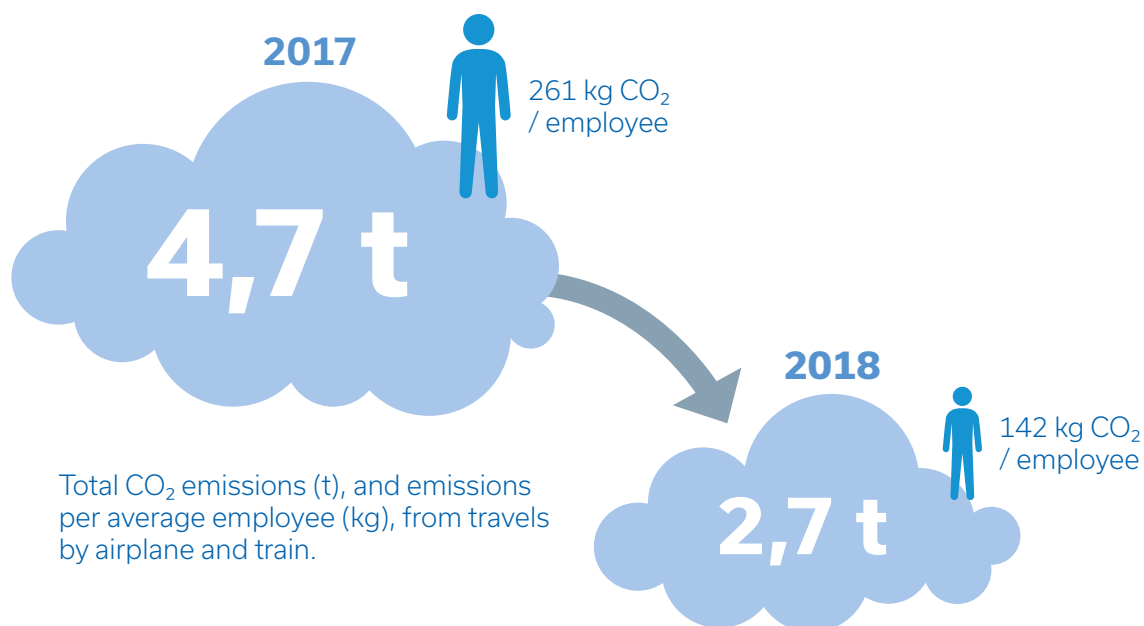 2017
261 kg CO₂
/ employee
4,7 t
2018
142 kg CO₂
/ employee
2,7 t
Total CO₂ emissions (t), and emissions
per average employee (kg), from travels
by airplane and train.